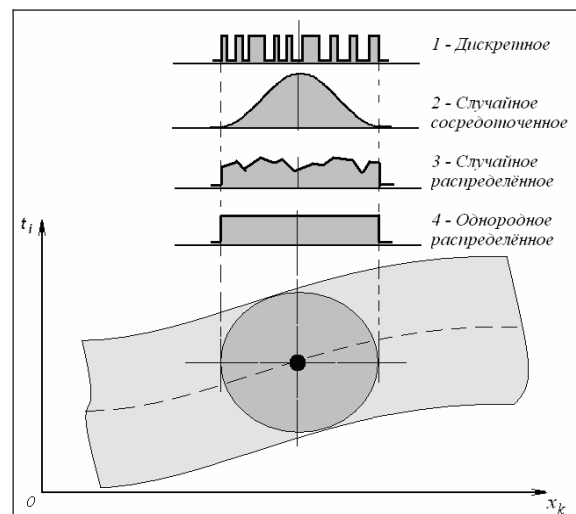 1 - Дискретное
2 - Случайное
сосредоточенное
3 - Случайное
распределённое
4 - Однородное
распределённое
t_i
0
x_k